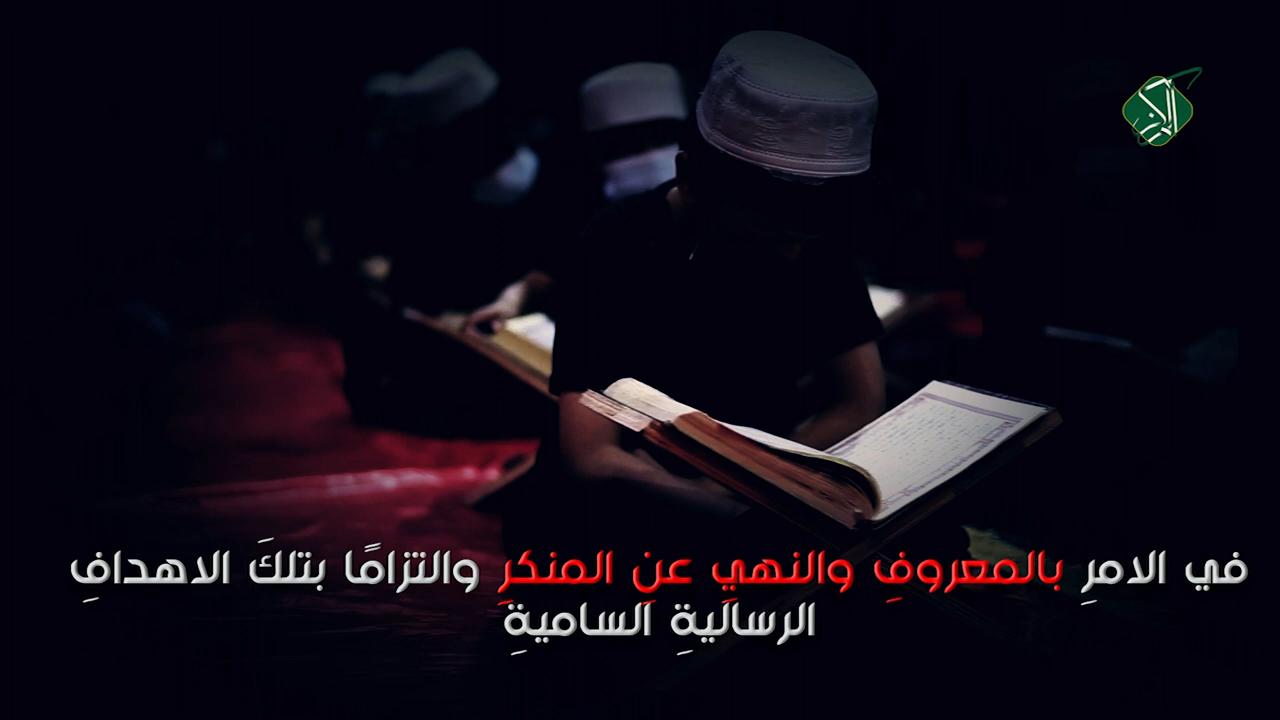 في الامرِ بالمعروفِ والنهيِ عنِ المنكرِ والتزامًا بتلكَ الاهدافِ
الرساليةِ الساميةِ